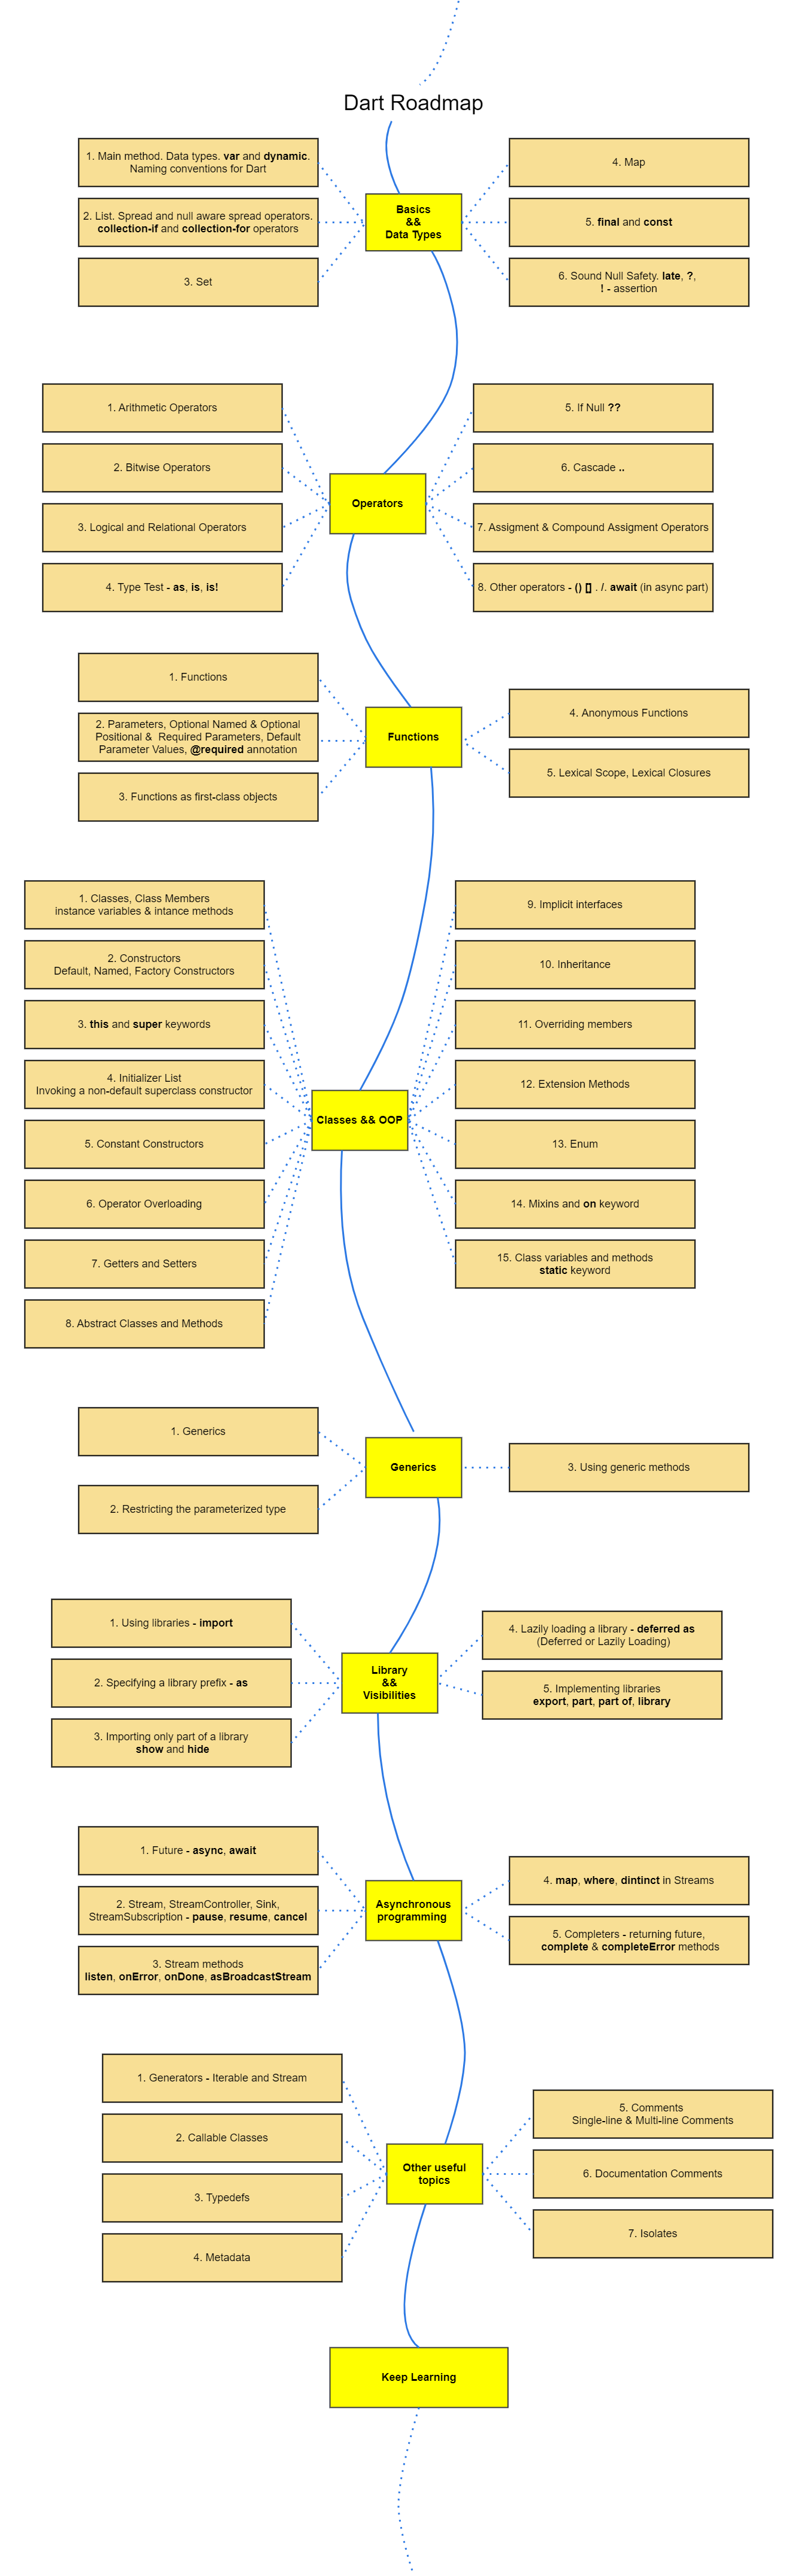 Dart Roadmap
1. Main method. Data types. var and dynamic.
Naming conventions for Dart
2. List. Spread and null aware spread operators.
collection-if and collection-for operators
3. Set
Basics
&&
Data Types
4. Map
5. final and const
6. Sound Null Safety. late, ?,
! - assertion
1. Arithmetic Operators
2. Bitwise Operators
3. Logical and Relational Operators
4. Type Test - as, is, is!
Operators
5. If Null ??
6. Cascade ..
7. Assigment & Compound Assigment Operators
8. Other operators - () [] . /. await (in async part)
1. Functions
2. Parameters, Optional Named & Optional
Positional & Required Parameters, Default
Parameter Values, @required annotation
3. Functions as first-class objects
Functions
4. Anonymous Functions
5. Lexical Scope, Lexical Closures
1. Classes, Class Members
instance variables & intance methods
2. Constructors
Default, Named, Factory Constructors
3. this and super keywords
4. Initializer List
Invoking a non-default superclass constructor
5. Constant Constructors
6. Operator Overloading
7. Getters and Setters
8. Abstract Classes and Methods
Classes && OOP
9. Implicit interfaces
10. Inheritance
11. Overriding members
12. Extension Methods
13. Enum
14. Mixins and on keyword
15. Class variables and methods
static keyword
1. Generics
2. Restricting the parameterized type
Generics
3. Using generic methods
1. Using libraries - import
2. Specifying a library prefix - as
3. Importing only part of a library
show and hide
Library
&&
Visibilities
4. Lazily loading a library - deferred as
(Deferred or Lazily Loading)
5. Implementing libraries
export, part, part of, library
1. Future - async, await
2. Stream, StreamController, Sink,
StreamSubscription - pause, resume, cancel
3. Stream methods
listen, onError, onDone, asBroadcastStream
Asynchronous
programming
4. map, where, dintinct in Streams
5. Completers - returning future,
complete & completeError methods
1. Generators - Iterable and Stream
2. Callable Classes
3. Typedefs
4. Metadata
Other useful
topics
5. Comments
Single-line & Multi-line Comments
6. Documentation Comments
7. Isolates
Keep Learning